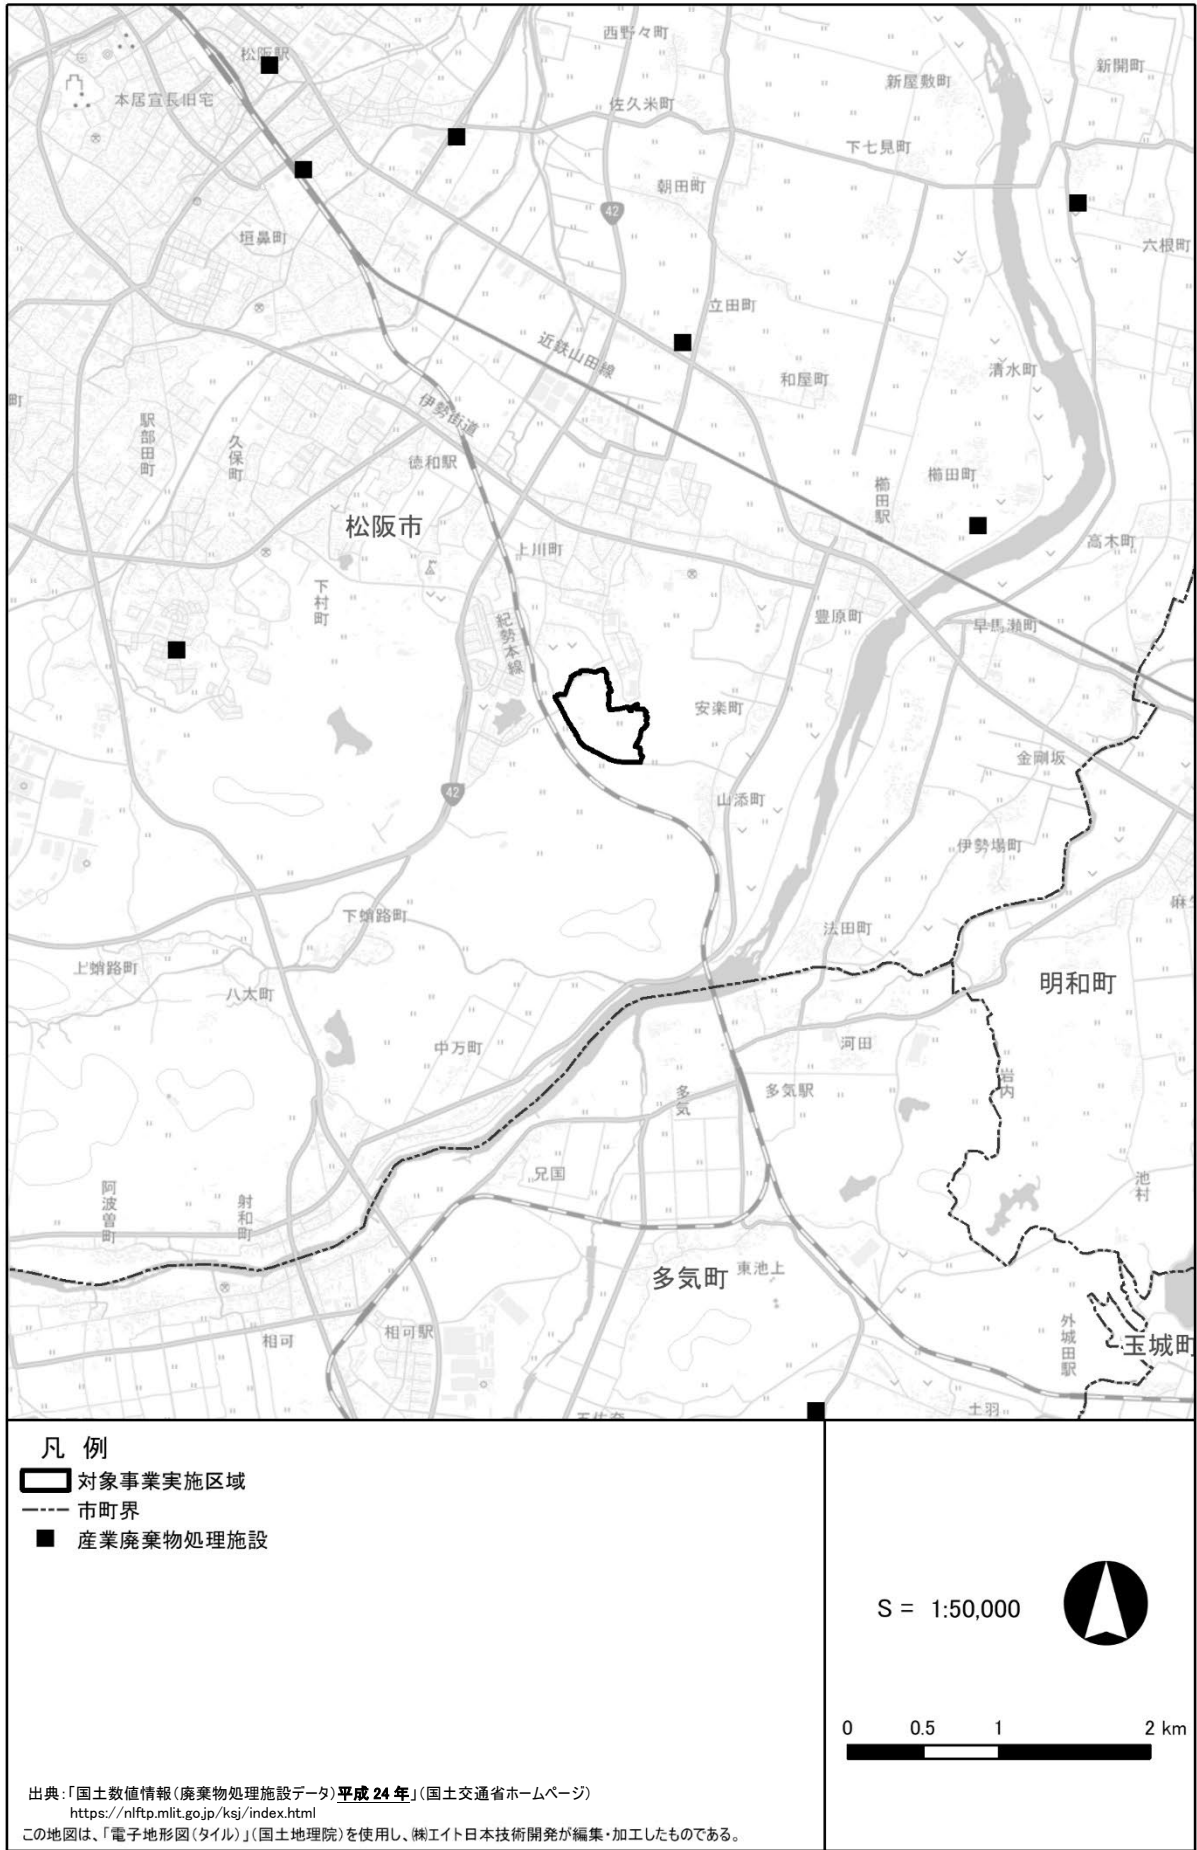 西野々町
松阪駅
新開町
新屋敷町
本居宣長旧宅
佐久米町
下七見町
朝田町
42
垣鼻町
六根町
立田町
近鉄山田線
清水町
和屋町
町
伊勢街道
駅部田町
久保町
徳和駅
櫛田町
櫛田駅
松阪市
上川町
高木町
下村町
豊原町
紀勢本線
早馬瀬町
安楽町
金剛坂
42
山添町
伊勢場町
下蛸路町
法田町
上蛸路町
明和町
八太町
中万町
河田
岩内
多気
多気駅
兄国
池村
阿波曽町
射和町
多気町
東池上
外城田駅
相可
相可駅
玉城町
土羽
凡 例
対象事業実施区域
市町界
産業廃棄物処理施設
S = 1:50,000
0 0.5 1 2 km
出典:「国土数値情報(廃棄物処理施設データ)平成 24 年」(国土交通省ホームページ)
https://nlftp.mlit.go.jp/ksj/index.html
この地図は、「電子地形図(タイル)」(国土地理院)を使用し、㈱エイト日本技術開発が編集・加工したものである。